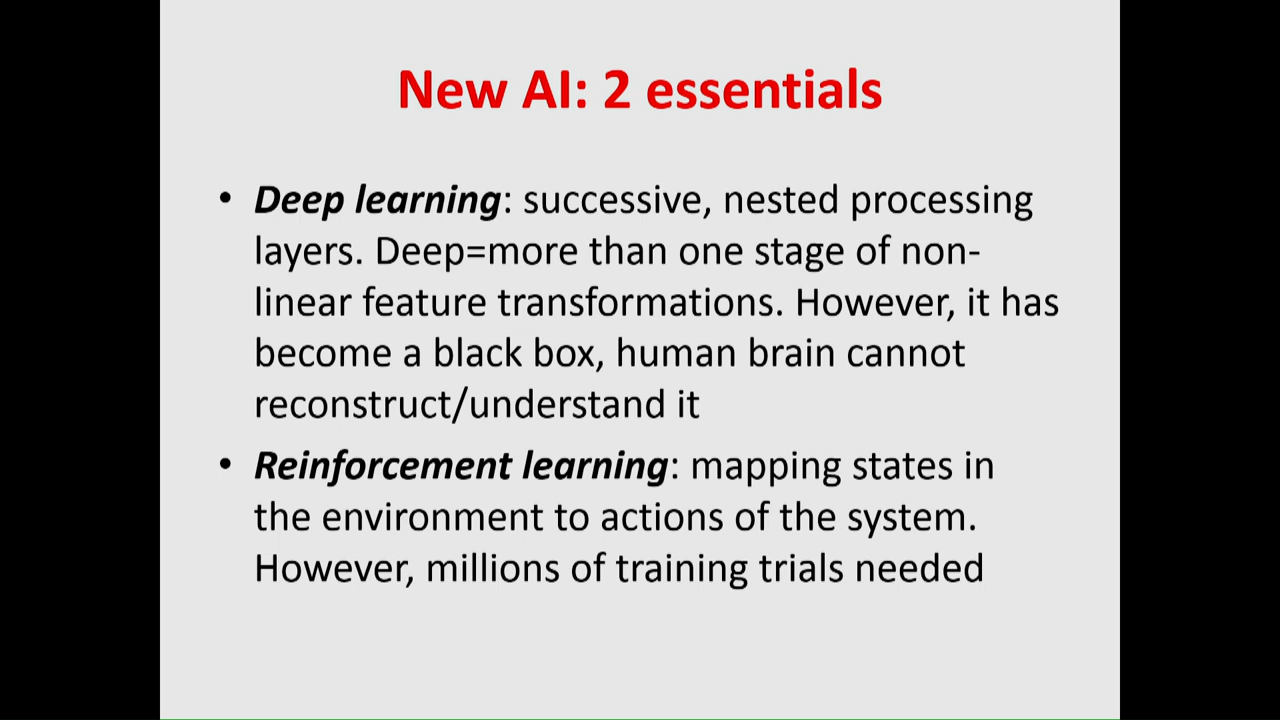 New AI: 2 essentials
• Deep learning: successive, nested processing
layers. Deep=more than one stage of non-
linear feature transformations. However, it has
become a black box, human brain cannot
reconstruct/understand it
• Reinforcement learning: mapping states in
the environment to actions of the system.
However, millions of training trials needed